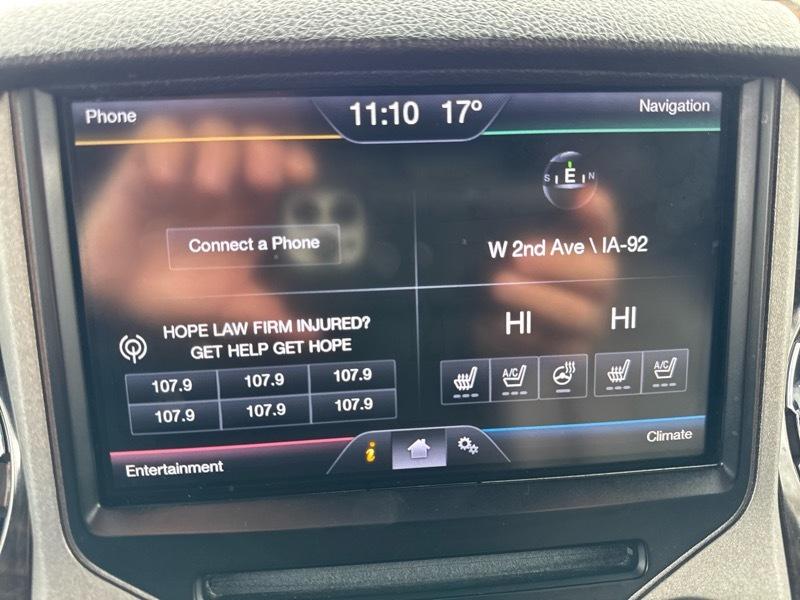 Phone
11:10 17°
Navigation
S E N
Connect a Phone
W 2nd Ave \ IA-92
HOPE LAW FIRM INJURED?
GET HELP GET HOPE
107.9 107.9 107.9
107.9 107.9 107.9
HI HI
A/C A/C
Entertainment
i
Climate